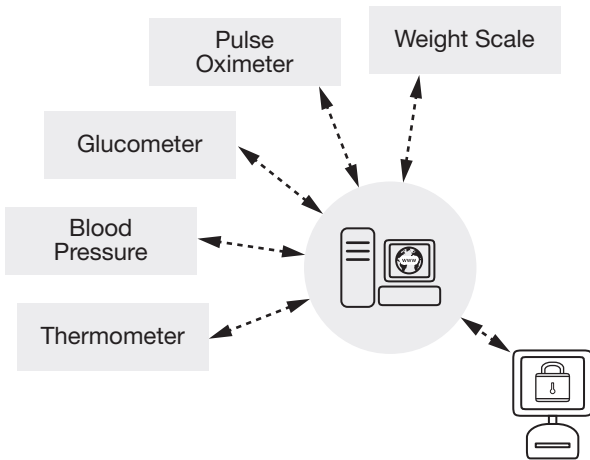 Pulse
Oximeter
Weight Scale
Glucometer
Blood
Pressure
Thermometer
www